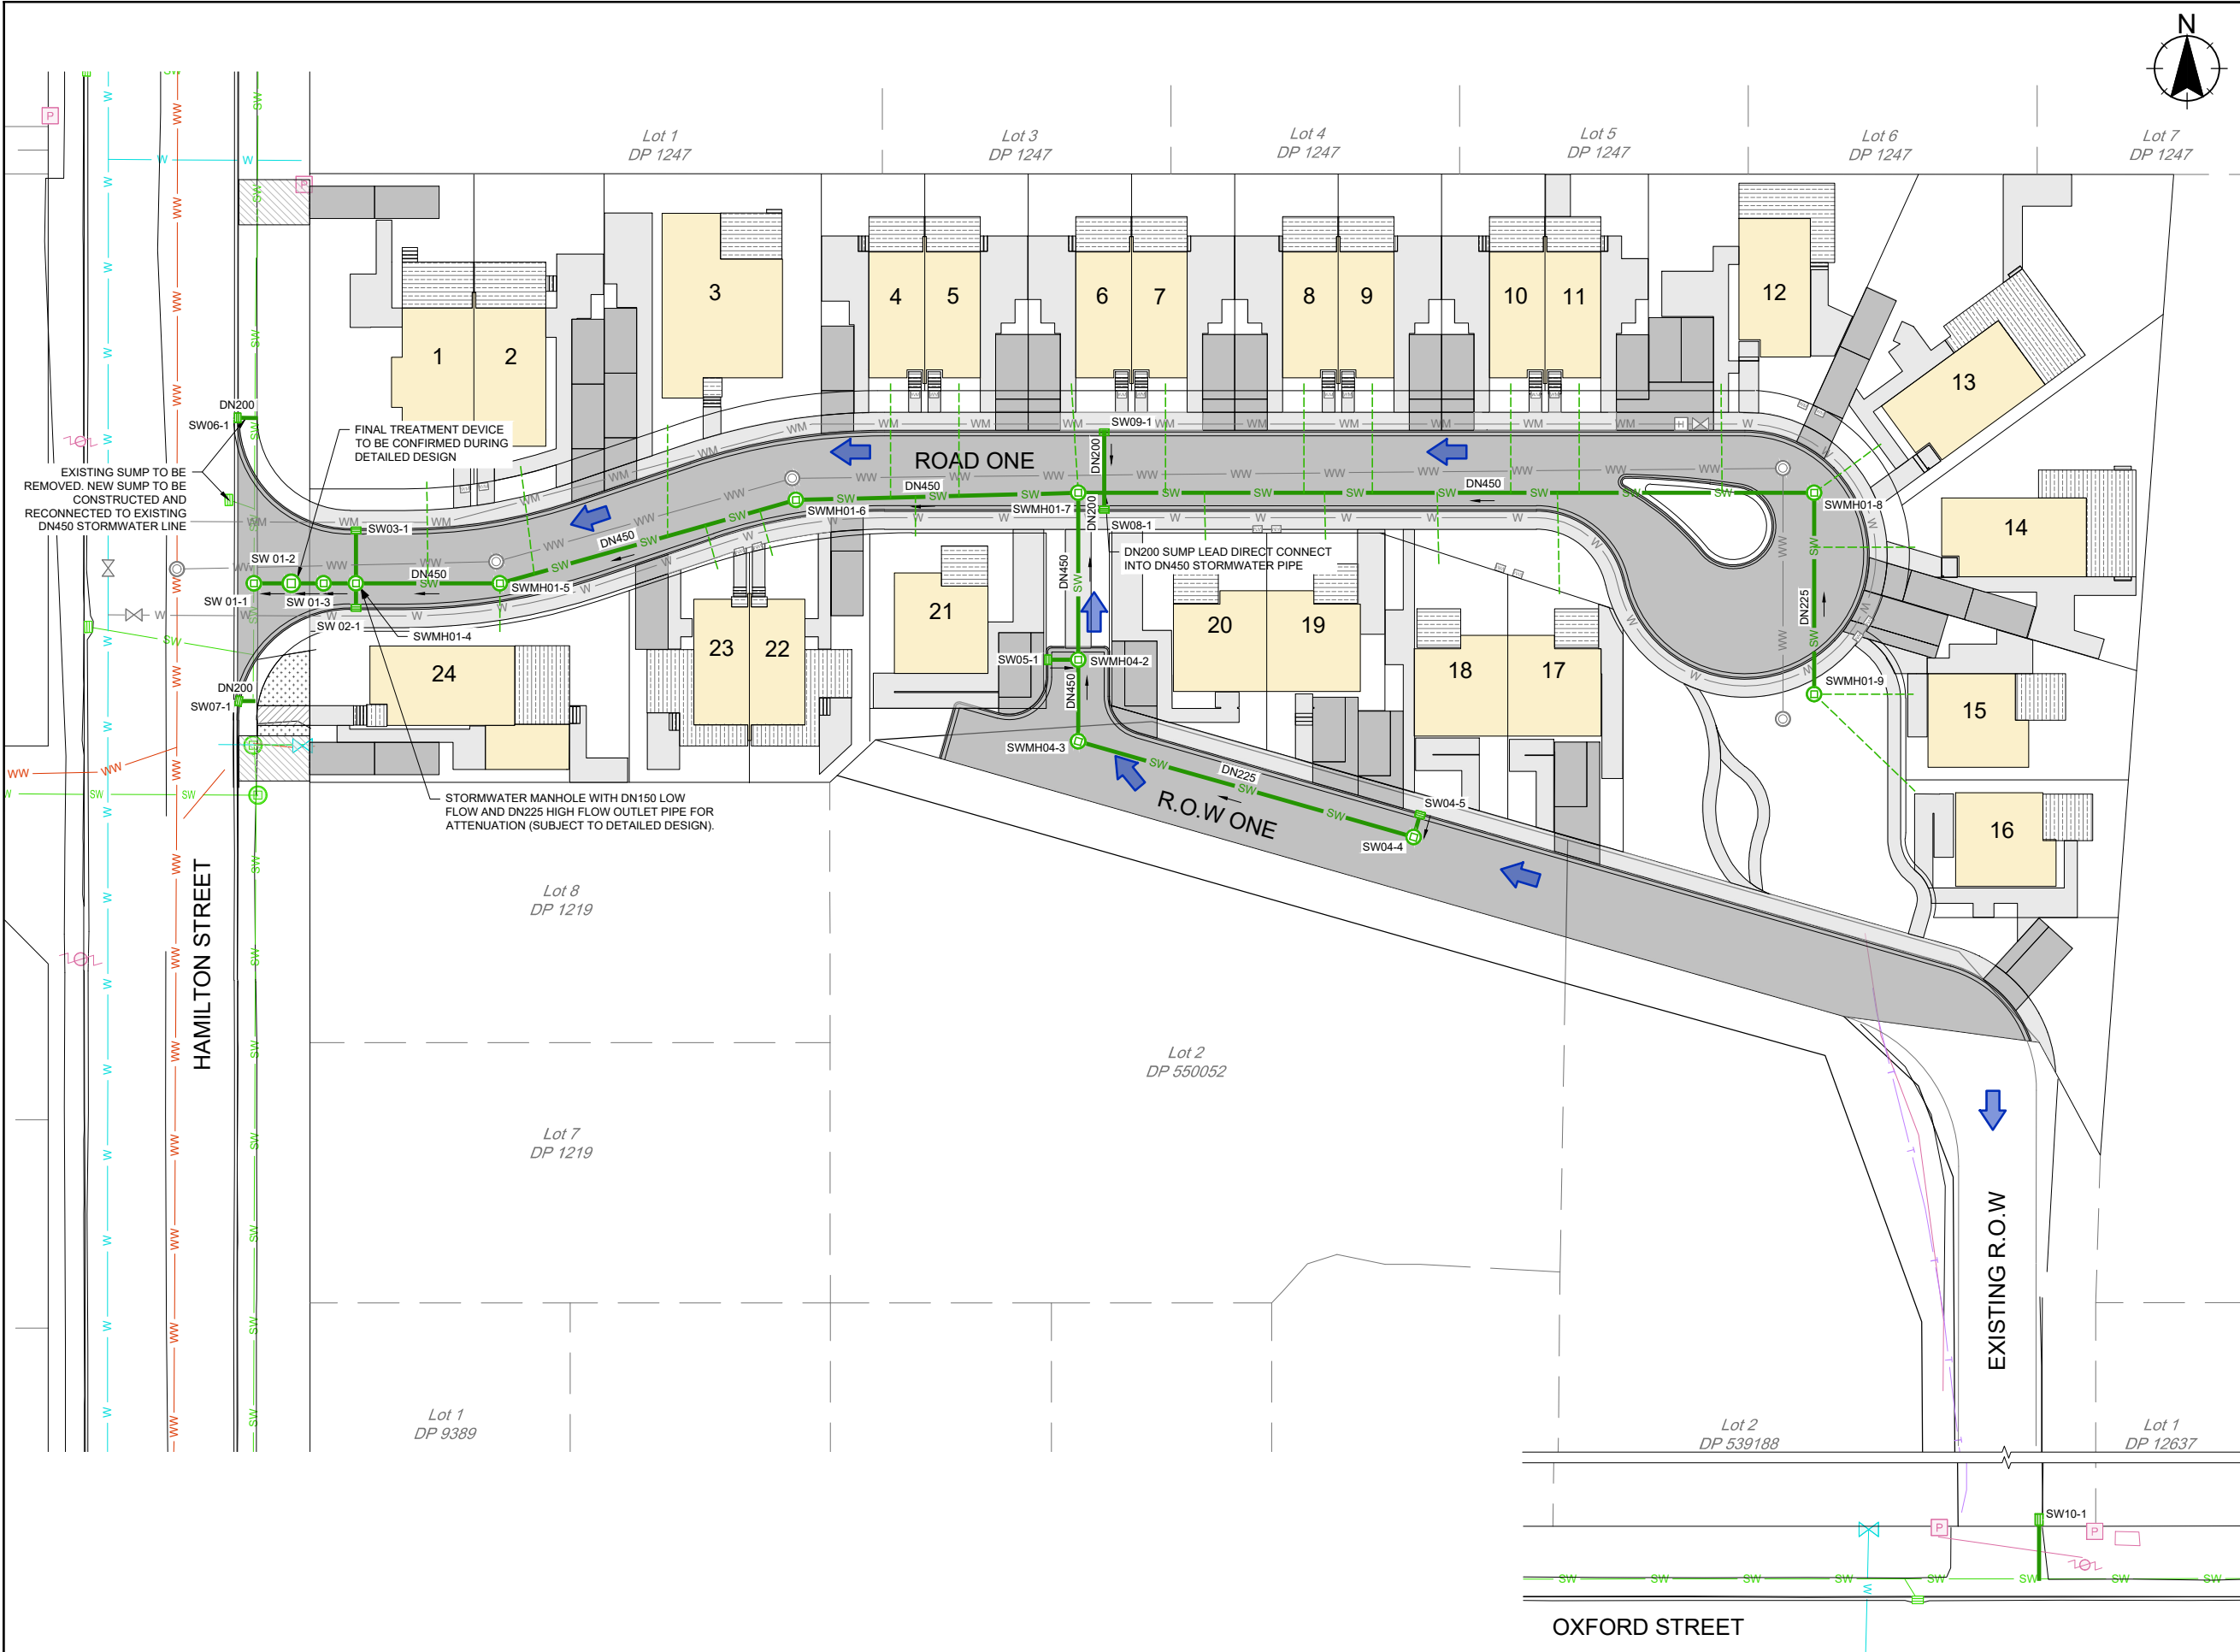 N
Lot 1
DP 1247
Lot 3
DP 1247
Lot 4
DP 1247
Lot 5
DP 1247
Lot 6
DP 1247
Lot 7
DP 1247
1
2
3
4
5
6
7
8
9
10
11
12
13
14
15
16
17
18
19
20
21
22
23
24
DN200
SW06-1
FINAL TREATMENT DEVICE
TO BE CONFIRMED DURING
DETAILED DESIGN
EXISTING SUMP TO BE
REMOVED. NEW SUMP TO BE
CONSTRUCTED AND
RECONNECTED TO EXISTING
DN450 STORMWATER LINE
ROAD ONE
SW09-1
DN200
DN450
DN450
SWMH01-6
SWMH01-7
DN200
SW08-1
SWMH01-8
SW03-1
SW 01-2
DN450
DN450
SW 01-1
SW 01-3
SWMH01-5
SW 02-1
SWMH01-4
DN200 SUMP LEAD DIRECT CONNECT
INTO DN450 STORMWATER PIPE
DN450
DN225
SW05-1
SWMH04-2
DN450
SWMH01-9
DN200
SW07-1
SWMH04-3
DN225
R.O.W ONE
SW04-5
SW04-4
STORMWATER MANHOLE WITH DN150 LOW
FLOW AND DN225 HIGH FLOW OUTLET PIPE FOR
ATTENUATION (SUBJECT TO DETAILED DESIGN).
HAMILTON STREET
Lot 8
DP 1219
Lot 2
DP 550052
Lot 7
DP 1219
EXISTING R.O.W
Lot 1
DP 9389
Lot 2
DP 539188
Lot 1
DP 12637
SW10-1
P
P
P
P
OXFORD STREET